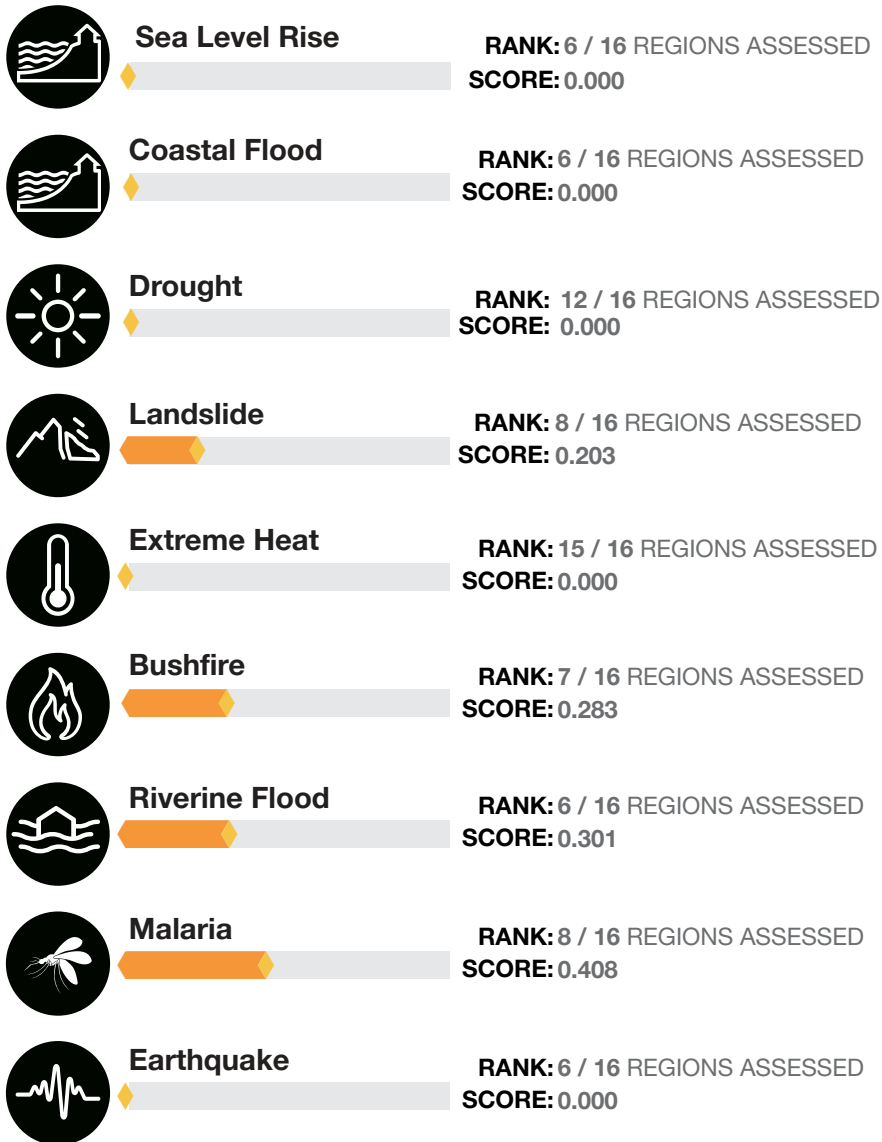 Sea Level Rise
RANK: 6 / 16 REGIONS ASSESSED
SCORE: 0.000
Coastal Flood
RANK: 6 / 16 REGIONS ASSESSED
SCORE: 0.000
Drought
RANK: 12 / 16 REGIONS ASSESSED
SCORE: 0.000
Landslide
RANK: 8 / 16 REGIONS ASSESSED
SCORE: 0.203
Extreme Heat
RANK: 15 / 16 REGIONS ASSESSED
SCORE: 0.000
Bushfire
RANK: 7 / 16 REGIONS ASSESSED
SCORE: 0.283
Riverine Flood
RANK: 6 / 16 REGIONS ASSESSED
SCORE: 0.301
Malaria
RANK: 8 / 16 REGIONS ASSESSED
SCORE: 0.408
Earthquake
RANK: 6 / 16 REGIONS ASSESSED
SCORE: 0.000